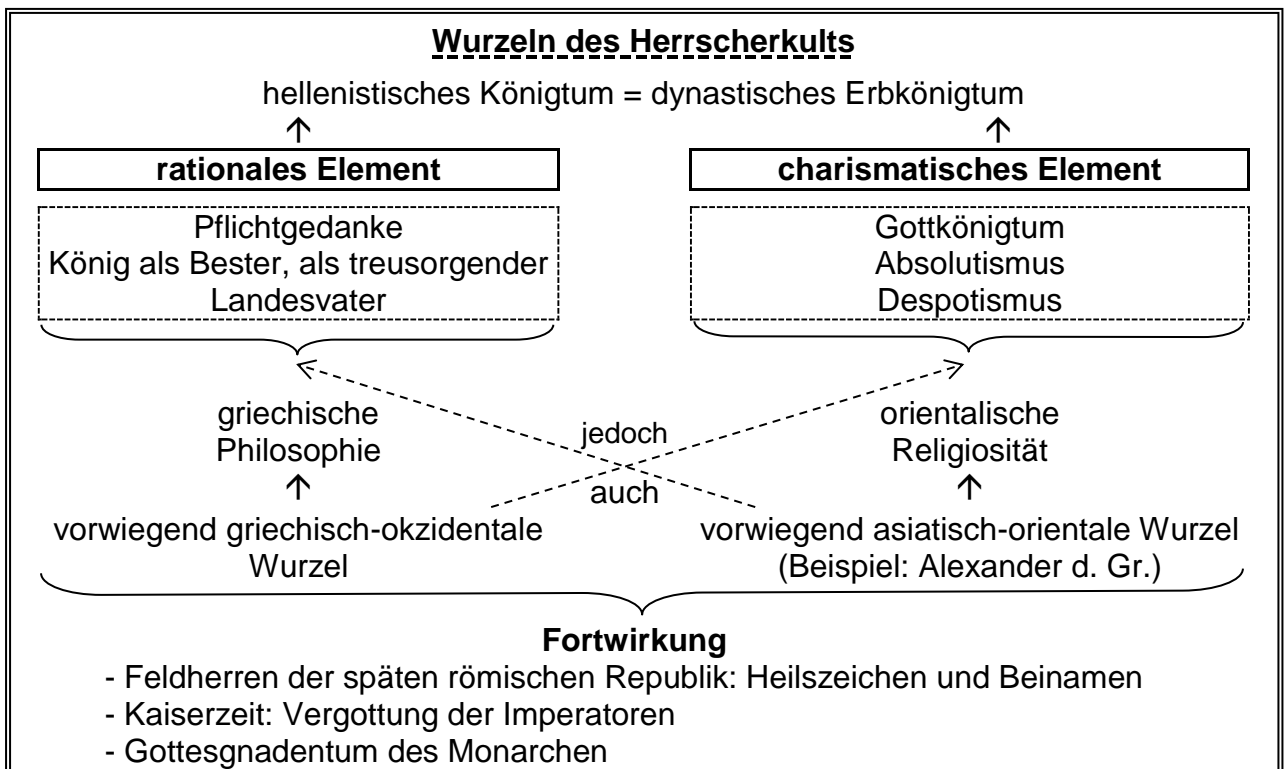 Wurzeln des Herrscherkults
hellenistisches Königtum = dynastisches Erbkönigtum
↑ ↑
rationales Element
charismatisches Element
Pflichtgedanke
König als Bester, als treusorgender
Landesvater
Gottkönigtum
Absolutismus
Despotismus
griechische
Philosophie
jedoch
auch
orientalische
Religiosität
↑ ↑
vorwiegend griechisch-okzidentale
Wurzel
vorwiegend asiatisch-orientale Wurzel
(Beispiel: Alexander d. Gr.)
Fortwirkung
- Feldherren der späten römischen Republik: Heilszeichen und Beinamen
- Kaiserzeit: Vergottung der Imperatoren
- Gottesgnadentum des Monarchen